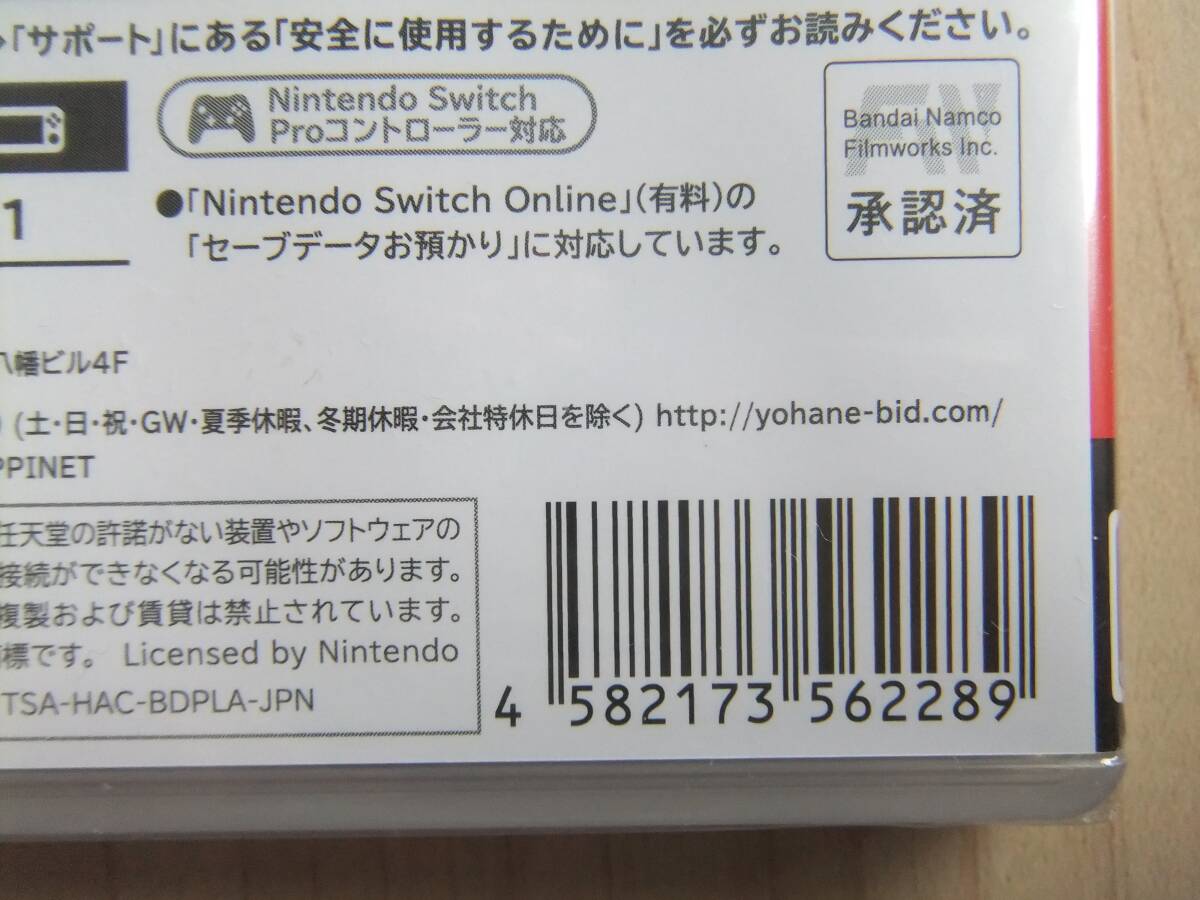 「サポート」にある「安全に使用するために」を必ずお読みください。
Nintendo Switch
Proコントローラー対応
Bandai Namco
Filmworks Inc.
承認済
1
●「Nintendo Switch Online」(有料)の
「セーブデータお預かり」に対応しています。
八幡ビル4F
(土・日・祝・GW・夏季休暇、冬期休暇・会社特休日を除く) http://yohane-bid.com/
PPINET
任天堂の許諾がない装置やソフトウェアの
接続ができなくなる可能性があります。
複製および賃貸は禁止されています。
標です。 Licensed by Nintendo
TSA-HAC-BDPLA-JPN
4 582173 562289